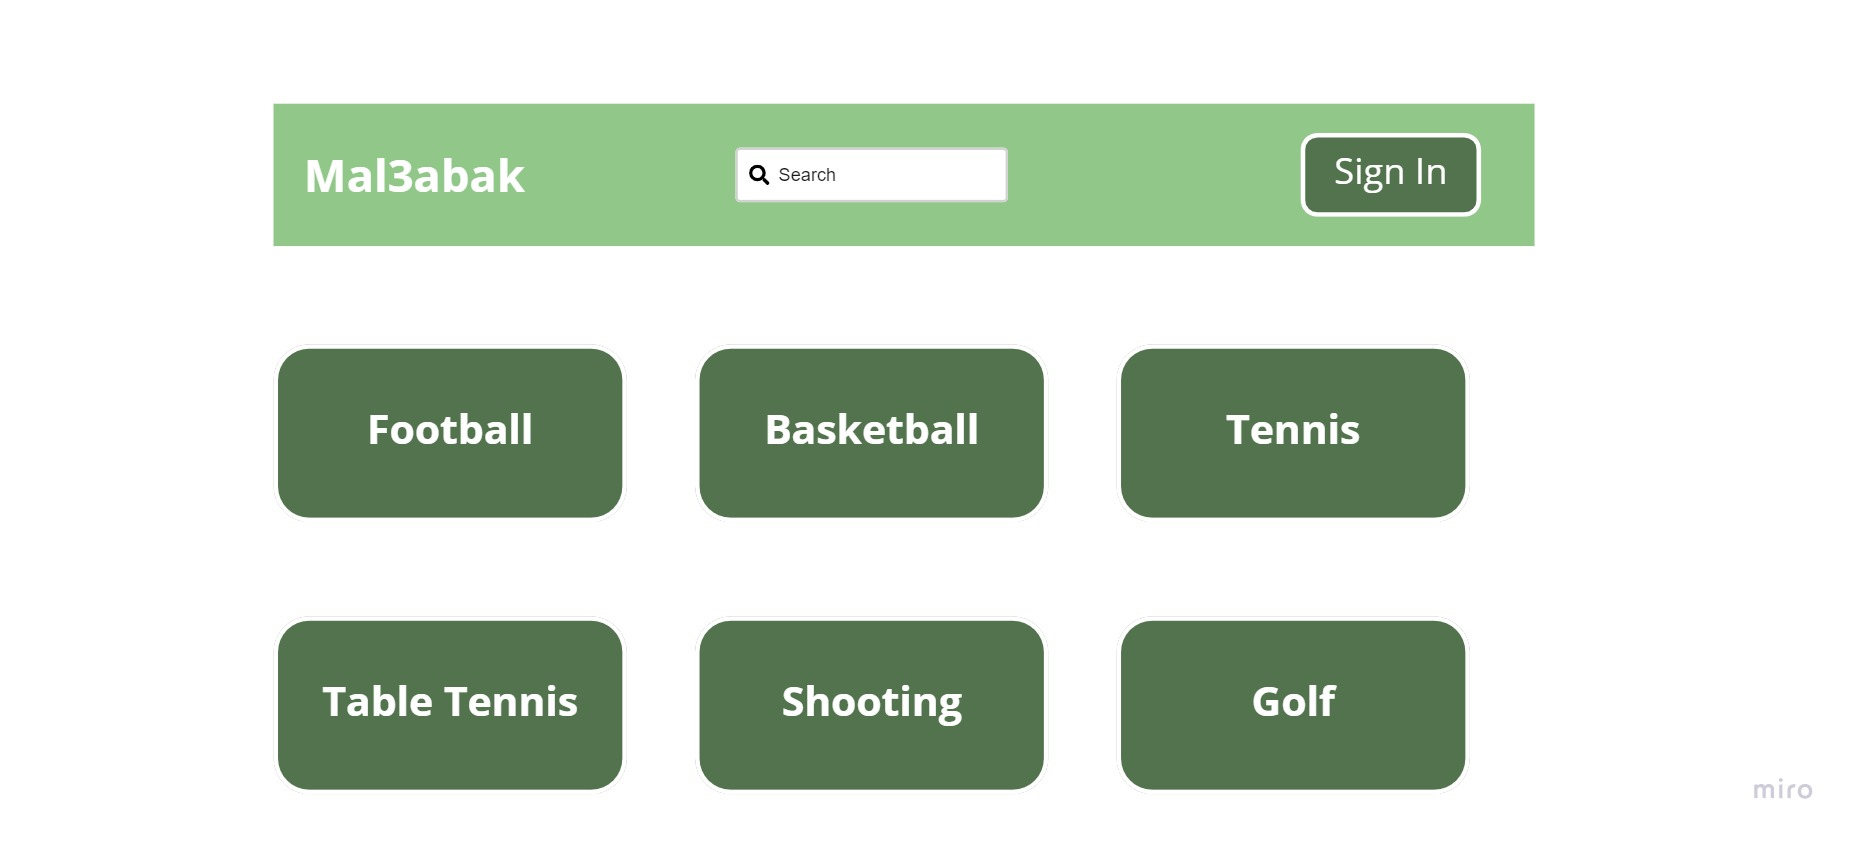 Mal3abak
Search
Sign In
Football
Basketball
Tennis
Table Tennis
Shooting
Golf
miro